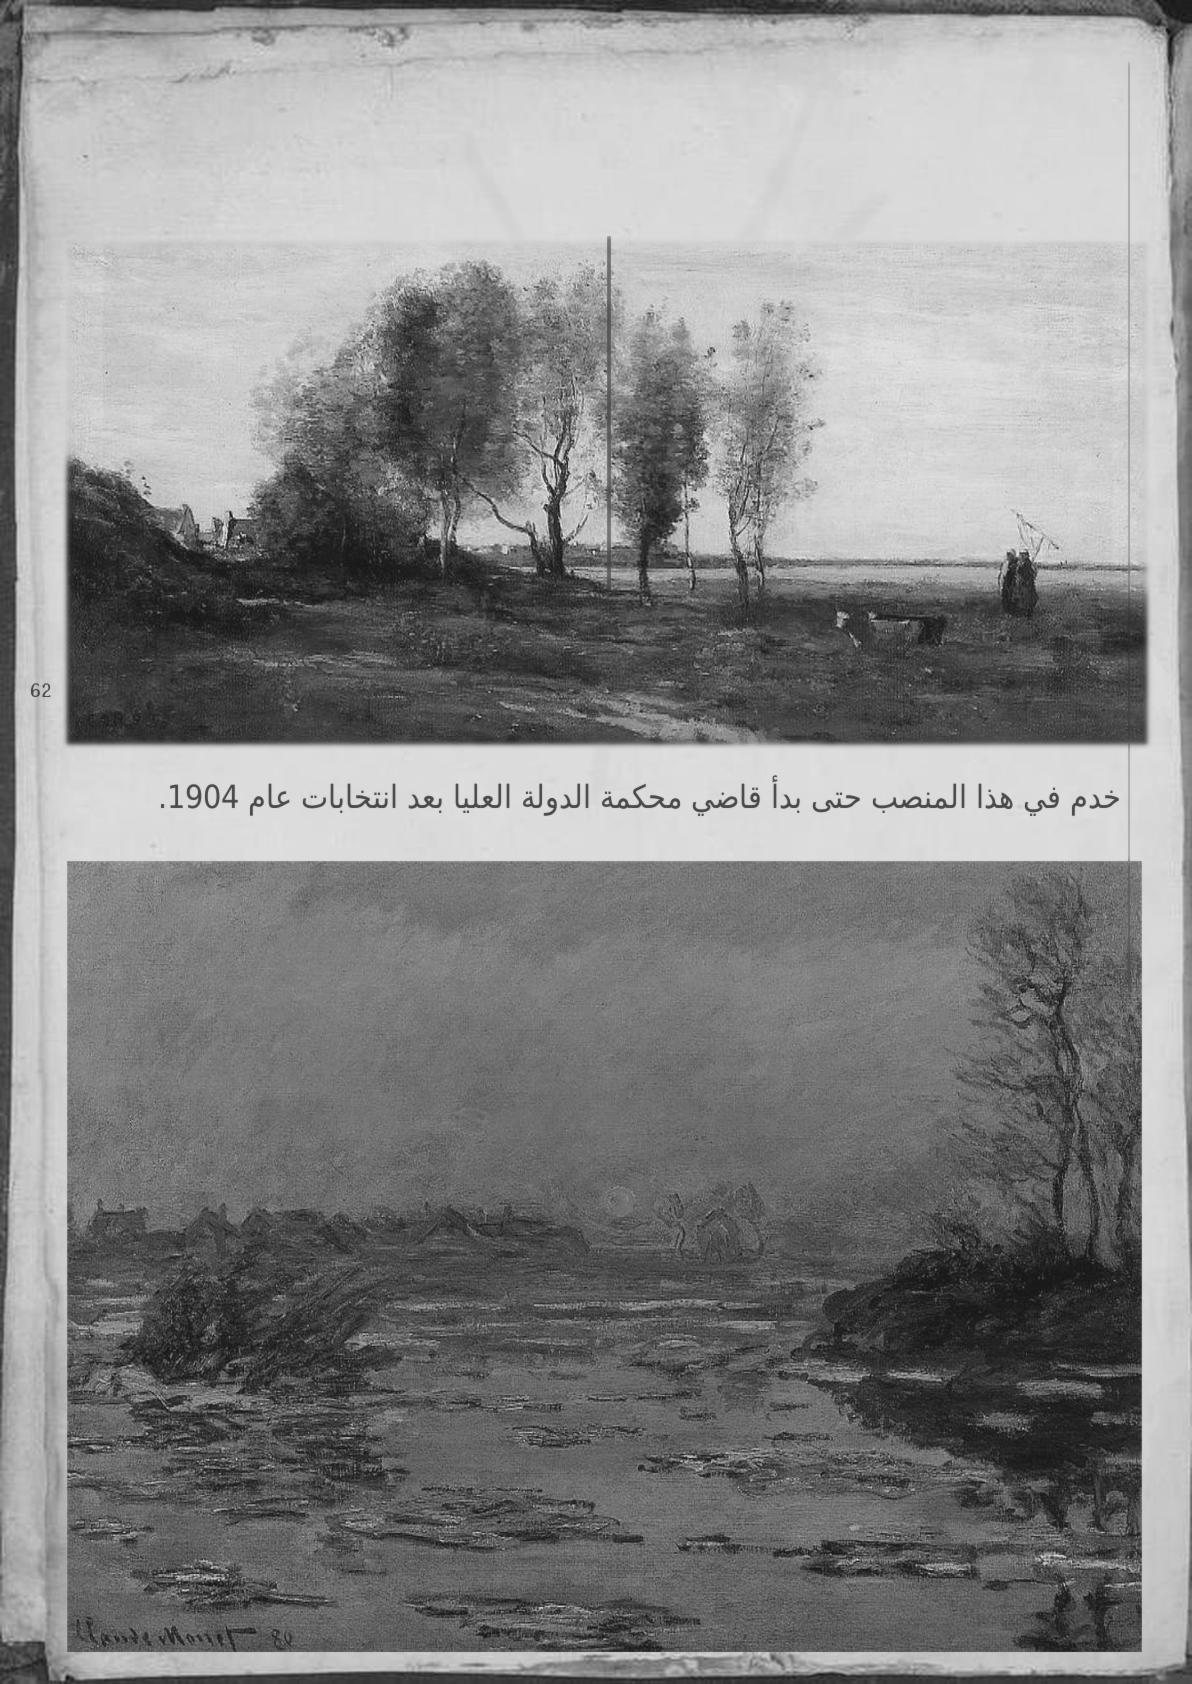 62
خدم في هذا المنصب حتى بدأ قاضي محكمة الدولة العليا بعد انتخابات عام 1904.
Claude Monet 80